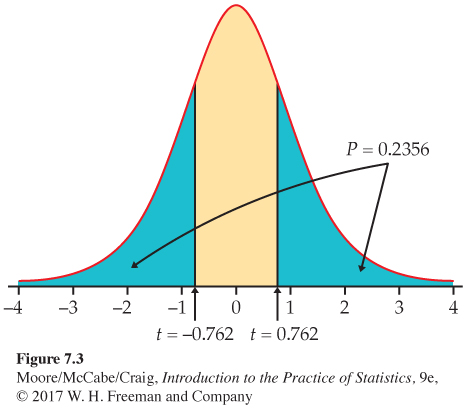 P = 0.2356
–4 –3 –2 –1 0 1 2 3 4
t = –0.762 t = 0.762
Figure 7.3
Moore/McCabe/Craig, Introduction to the Practice of Statistics, 9e,
© 2017 W. H. Freeman and Company